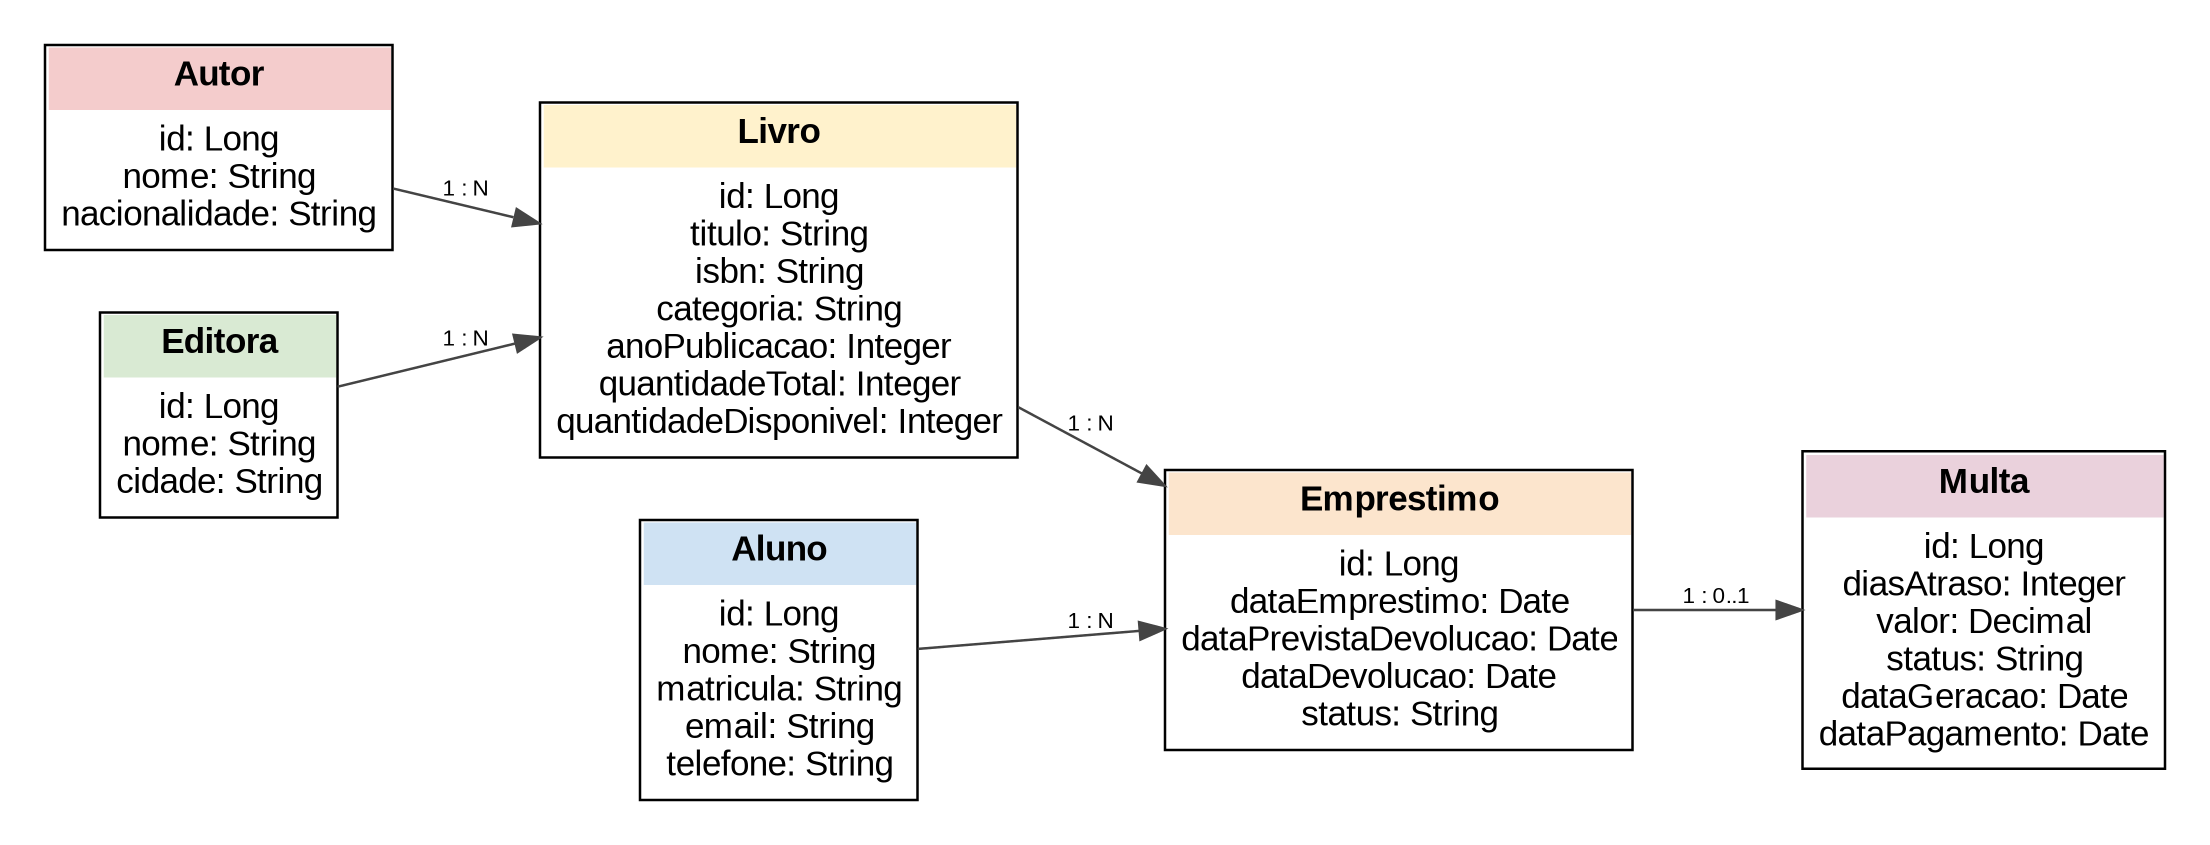 Autor
id: Long
nome: String
nacionalidade: String
1 : N
Editora
id: Long
nome: String
cidade: String
1 : N
Livro
id: Long
titulo: String
isbn: String
categoria: String
anoPublicacao: Integer
quantidadeTotal: Integer
quantidadeDisponivel: Integer
1 : N
Aluno
id: Long
nome: String
matricula: String
email: String
telefone: String
1 : N
Emprestimo
id: Long
dataEmprestimo: Date
dataPrevistaDevolucao: Date
dataDevolucao: Date
status: String
1 : 0..1
Multa
id: Long
diasAtraso: Integer
valor: Decimal
status: String
dataGeracao: Date
dataPagamento: Date